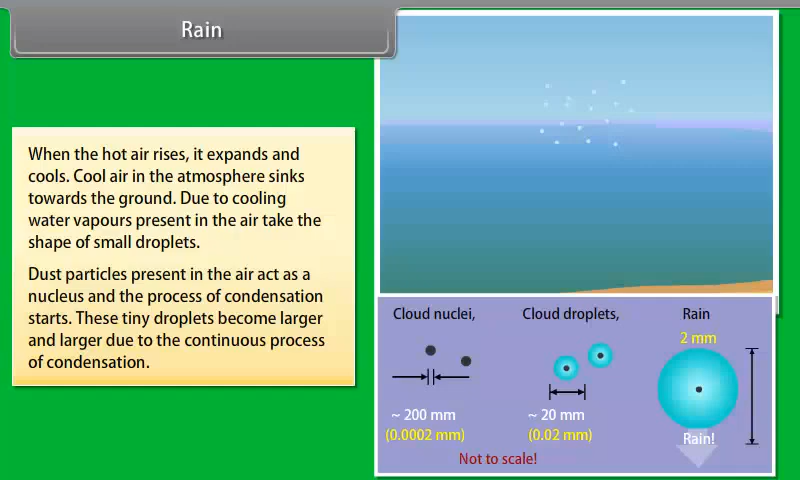 Rain
When the hot air rises, it expands and
cools. Cool air in the atmosphere sinks
towards the ground. Due to cooling
water vapours present in the air take the
shape of small droplets.
Dust particles present in the air act as a
nucleus and the process of condensation
starts. These tiny droplets become larger
and larger due to the continuous process
of condensation.
Cloud nuclei,
~ 200 mm
(0.0002 mm)
Cloud droplets,
~ 20 mm
(0.02 mm)
Rain
2 mm
Rain!
Not to scale!